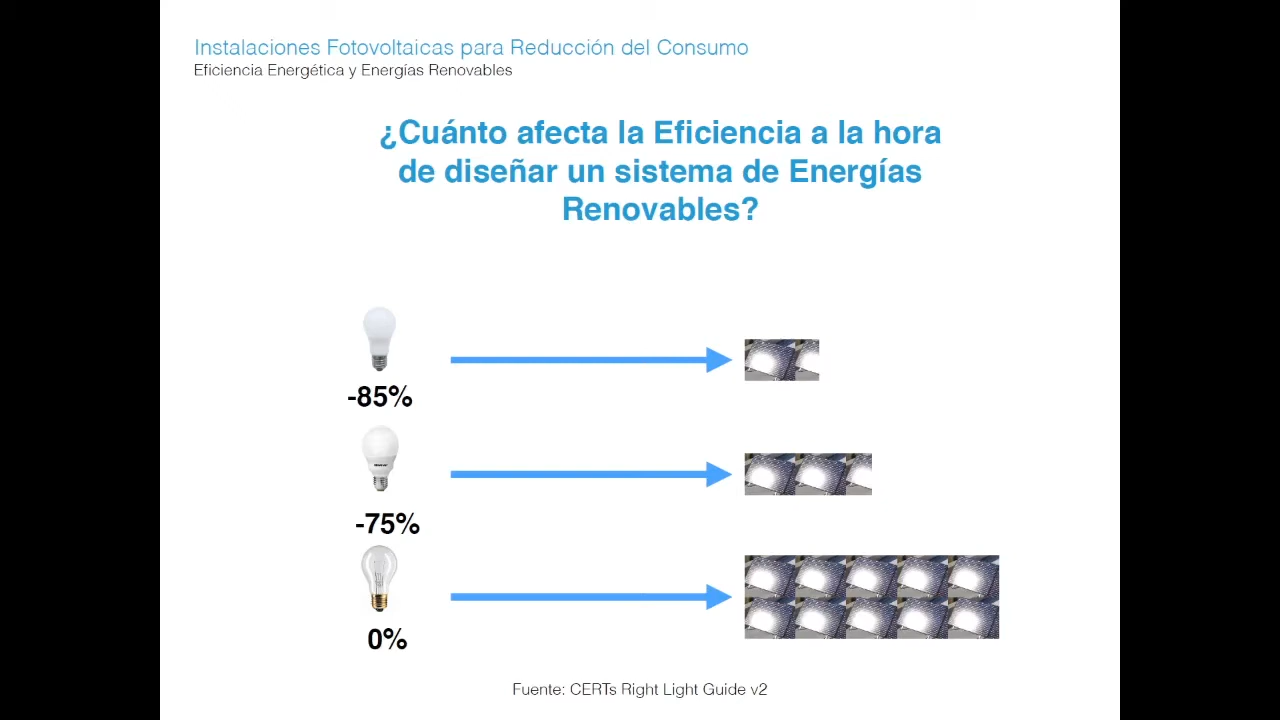 Instalaciones Fotovoltaicas para Reducción del Consumo
Eficiencia Energética y Energías Renovables
¿Cuánto afecta la Eficiencia a la hora
de diseñar un sistema de Energías
Renovables?
-85%
-75%
0%
Fuente: CERTs Right Light Guide v2